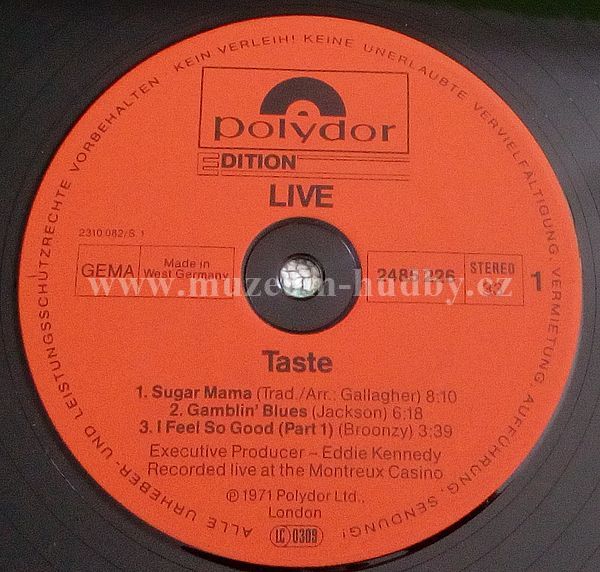 ALLE URHEBER- UND LEISTUNGSSCHUTZRECHTE VORBEHALTEN · KEIN VERLEIH! KEINE UNERLAUBTE VERVIELFÄLTIGUNG, VERMIETUNG, AUFFÜHRUNG, SENDUNG!
polydor
EDITION
LIVE
2310 082/S. 1
GEMA
Made in
West Germany
2485 226
STEREO
1
www.muzeum-hudby.cz
Taste
1. Sugar Mama (Trad./Arr.: Gallagher) 8:10
2. Gamblin' Blues (Jackson) 6:18
3. I Feel So Good (Part 1) (Broonzy) 3:39
Executive Producer – Eddie Kennedy
Recorded live at the Montreux Casino
℗ 1971 Polydor Ltd.,
London
LC 0309